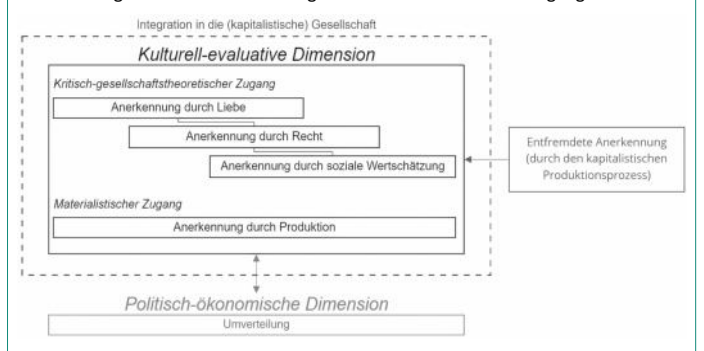 Integration in die (kapitalistische) Gesellschaft
Kulturell-evaluative Dimension
Kritisch-gesellschaftstheoretischer Zugang
Anerkennung durch Liebe
Anerkennung durch Recht
Anerkennung durch soziale Wertschätzung
Entfremdete Anerkennung
(durch den kapitalistischen
Produktionsprozess)
Materialistischer Zugang
Anerkennung durch Produktion
Politisch-ökonomische Dimension
Umverteilung